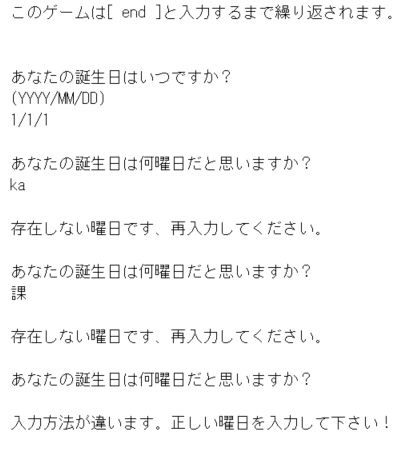 このゲームは[ end ]と入力するまで繰り返されます。
あなたの誕生日はいつですか？
(YYYY/MM/DD)
1/1/1
あなたの誕生日は何曜日だと思いますか？
ka
存在しない曜日です、再入力してください。
あなたの誕生日は何曜日だと思いますか？
課
存在しない曜日です、再入力してください。
あなたの誕生日は何曜日だと思いますか？
入力方法が違います。正しい曜日を入力して下さい！